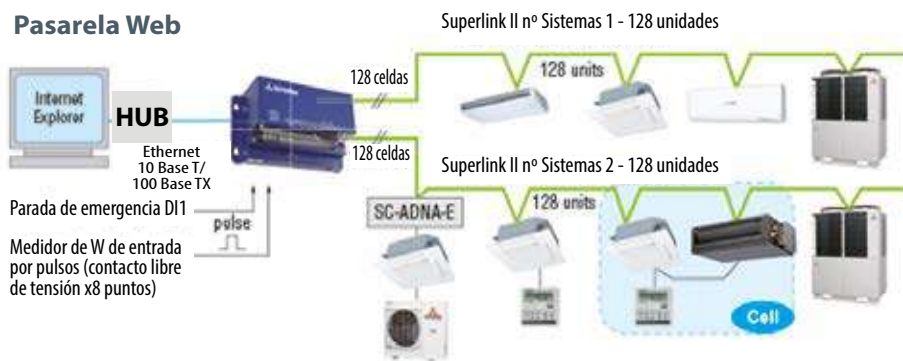 Pasarela Web
Superlink II nº Sistemas 1 - 128 unidades
128 celdas
128 units
Internet
Explorer
HUB
Ethernet
10 Base T/
100 Base TX
128 celdas
Superlink II nº Sistemas 2 - 128 unidades
128 units
Parada de emergencia DI1
pulse
SC-ADNA-E
Medidor de W de entrada
por pulsos (contacto libre
de tensión x8 puntos)
Cell